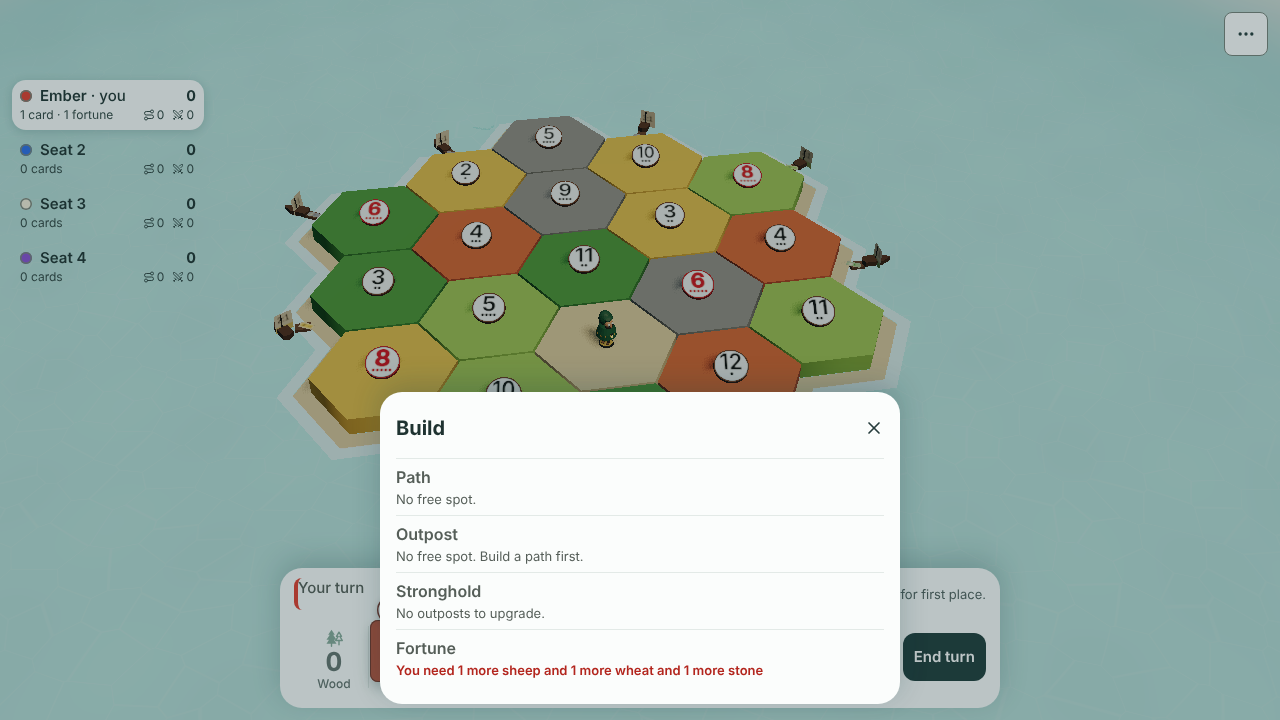 Ember · you 0
1 card · 1 fortune 0 0
Seat 2 0
0 cards 0 0
Seat 3 0
0 cards 0 0
Seat 4 0
0 cards 0 0
5
10
2
8
9
6
3
4
4
11
3
6
5
11
8
12
10
Build
Path
No free spot.
Outpost
No free spot. Build a path first.
Stronghold
No outposts to upgrade.
Fortune
You need 1 more sheep and 1 more wheat and 1 more stone
Your turn
for first place.
0
Wood
End turn